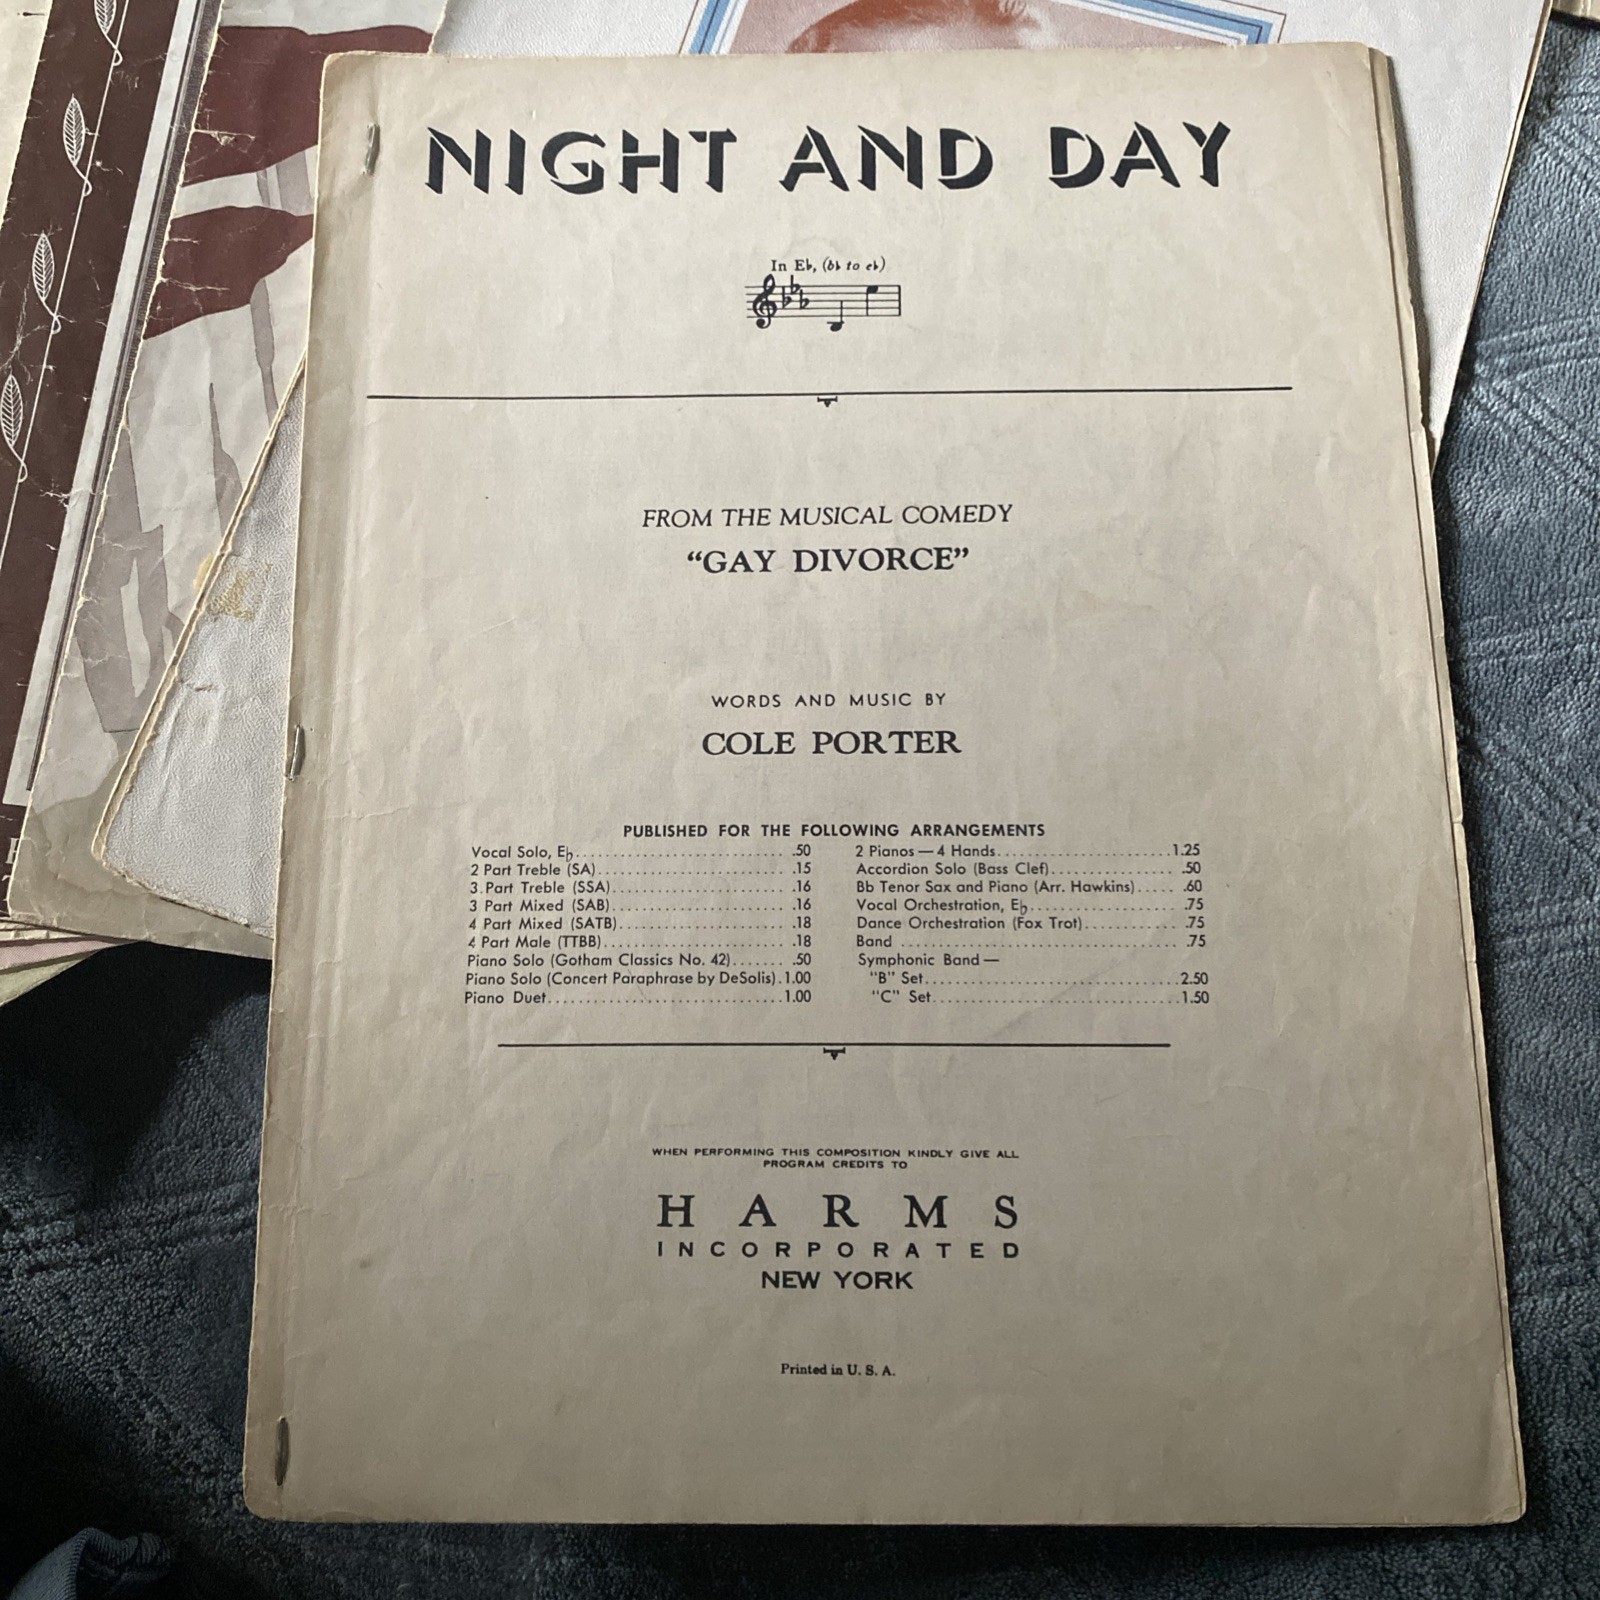 NIGHT AND DAY
In E♭, (b♭ to e♭)
FROM THE MUSICAL COMEDY
“GAY DIVORCE”
WORDS AND MUSIC BY
COLE PORTER
PUBLISHED FOR THE FOLLOWING ARRANGEMENTS
Vocal Solo, E♭............................ .50
2 Part Treble (SA)......................... .15
3 Part Treble (SSA)....................... .16
3 Part Mixed (SAB)....................... .16
4 Part Mixed (SATB)...................... .18
4 Part Male (TTBB)........................ .18
Piano Solo (Gotham Classics No. 42)....... .50
Piano Solo (Concert Paraphrase by DeSolis).1.00
Piano Duet...............................1.00
2 Pianos — 4 Hands.......................1.25
Accordion Solo (Bass Clef)................. .50
Bb Tenor Sax and Piano (Arr. Hawkins)..... .60
Vocal Orchestration, E♭................... .75
Dance Orchestration (Fox Trot)............ .75
Band .................................... .75
Symphonic Band —
"B" Set.................................2.50
"C" Set................................1.50
WHEN PERFORMING THIS COMPOSITION KINDLY GIVE ALL
PROGRAM CREDITS TO
HARMS
INCORPORATED
NEW YORK
Printed in U. S. A.